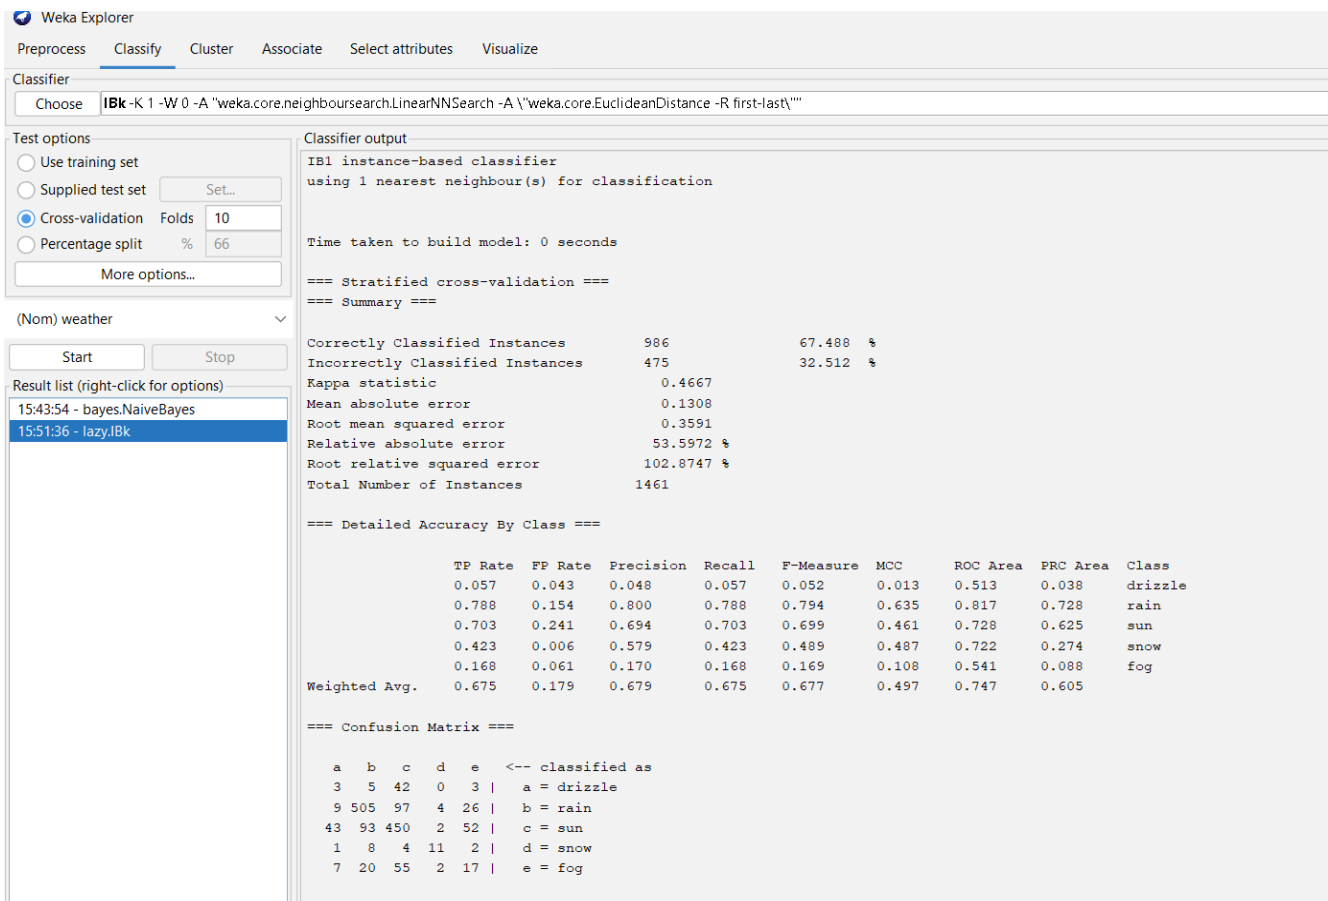 Weka Explorer
Preprocess Classify Cluster Associate Select attributes Visualize
Classifier
Choose IBk -K 1 -W 0 -A "weka.core.neighboursearch.LinearNNSearch -A \"weka.core.EuclideanDistance -R first-last\""
Test options
Use training set
Supplied test set Set...
Cross-validation Folds 10
Percentage split % 66
More options...
(Nom) weather
Start Stop
Result list (right-click for options)
15:43:54 - bayes.NaiveBayes
15:51:36 - lazy.IBk
Classifier output
IB1 instance-based classifier
using 1 nearest neighbour(s) for classification
Time taken to build model: 0 seconds
=== Stratified cross-validation ===
=== Summary ===
Correctly Classified Instances 986 67.488 %
Incorrectly Classified Instances 475 32.512 %
Kappa statistic 0.4667
Mean absolute error 0.1308
Root mean squared error 0.3591
Relative absolute error 53.5972 %
Root relative squared error 102.8747 %
Total Number of Instances 1461
=== Detailed Accuracy By Class ===
TP Rate FP Rate Precision Recall F-Measure MCC ROC Area PRC Area Class
0.057 0.043 0.048 0.057 0.052 0.013 0.513 0.038 drizzle
0.788 0.154 0.800 0.788 0.794 0.635 0.817 0.728 rain
0.703 0.241 0.694 0.703 0.699 0.461 0.728 0.625 sun
0.423 0.006 0.579 0.423 0.489 0.487 0.722 0.274 snow
0.168 0.061 0.170 0.168 0.169 0.108 0.541 0.088 fog
Weighted Avg. 0.675 0.179 0.679 0.675 0.677 0.497 0.747 0.605
=== Confusion Matrix ===
a b c d e <-- classified as
3 5 42 0 3 | a = drizzle
9 505 97 4 26 | b = rain
43 93 450 2 52 | c = sun
1 8 4 11 2 | d = snow
7 20 55 2 17 | e = fog